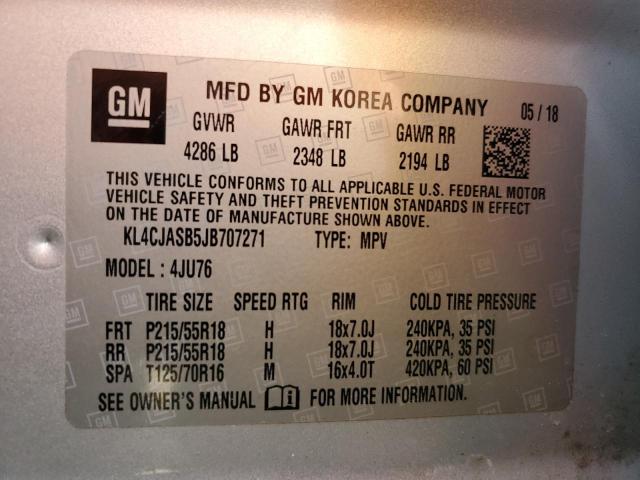 GM MFD BY GM KOREA COMPANY 05 / 18
GVWR GAWR FRT GAWR RR
4286 LB 2348 LB 2194 LB
THIS VEHICLE CONFORMS TO ALL APPLICABLE U.S. FEDERAL MOTOR
VEHICLE SAFETY AND THEFT PREVENTION STANDARDS IN EFFECT
ON THE DATE OF MANUFACTURE SHOWN ABOVE.
KL4CJASB5JB707271 TYPE: MPV
MODEL : 4JU76
TIRE SIZE SPEED RTG RIM COLD TIRE PRESSURE
FRT P215/55R18 H 18x7.0J 240KPA, 35 PSI
RR P215/55R18 H 18x7.0J 240KPA, 35 PSI
SPA T125/70R16 M 16x4.0T 420KPA, 60 PSI
SEE OWNER'S MANUAL FOR MORE INFORMATION.